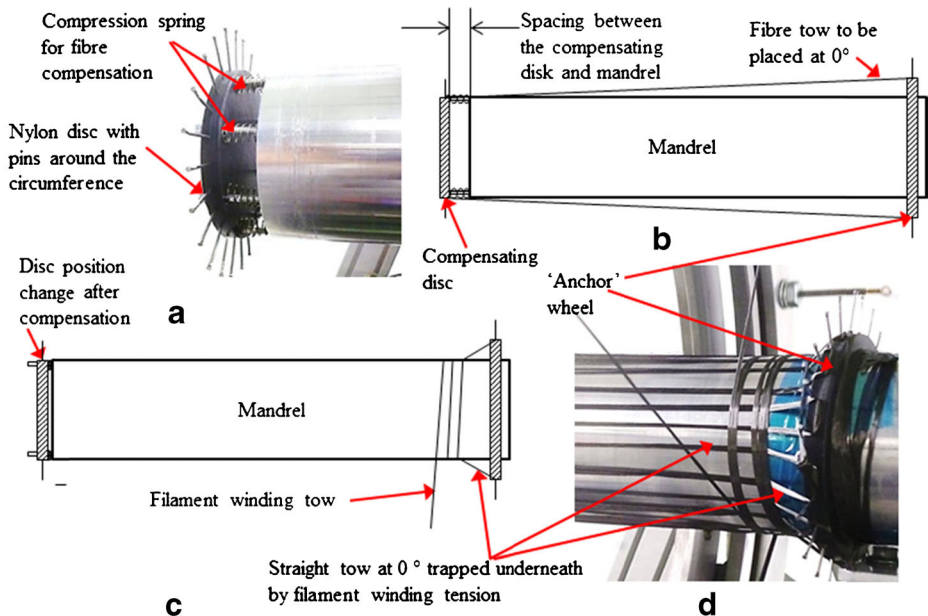 Compression spring
for fibre
compensation
Nylon disc with
pins around the
circumference
a
Spacing between
the compensating
disk and mandrel
Fibre tow to be
placed at 0°
Mandrel
Compensating
disc
b
'Anchor'
wheel
Disc position
change after
compensation
Mandrel
Filament winding tow
Straight tow at 0 ° trapped underneath
by filament winding tension
c
d